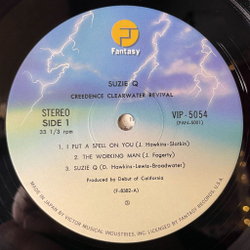 Fantasy
SUZIE Q
CREEDENCE CLEARWATER REVIVAL
STEREO
SIDE 1
33 1/3 rpm
VIP-5054
1. I PUT A SPELL ON YOU (J. Hawkins-Slotkin)
2. THE WORKING MAN (J. Fogerty)
3. SUZIE Q (D. Hawkins-Lewis-Broadwater)
Produced by Debut of California
(F-8382-A)
MADE IN JAPAN BY VICTOR MUSICAL INDUSTRIES, INC. LICENSED BY FANTASY RECORDS, U.S.A.